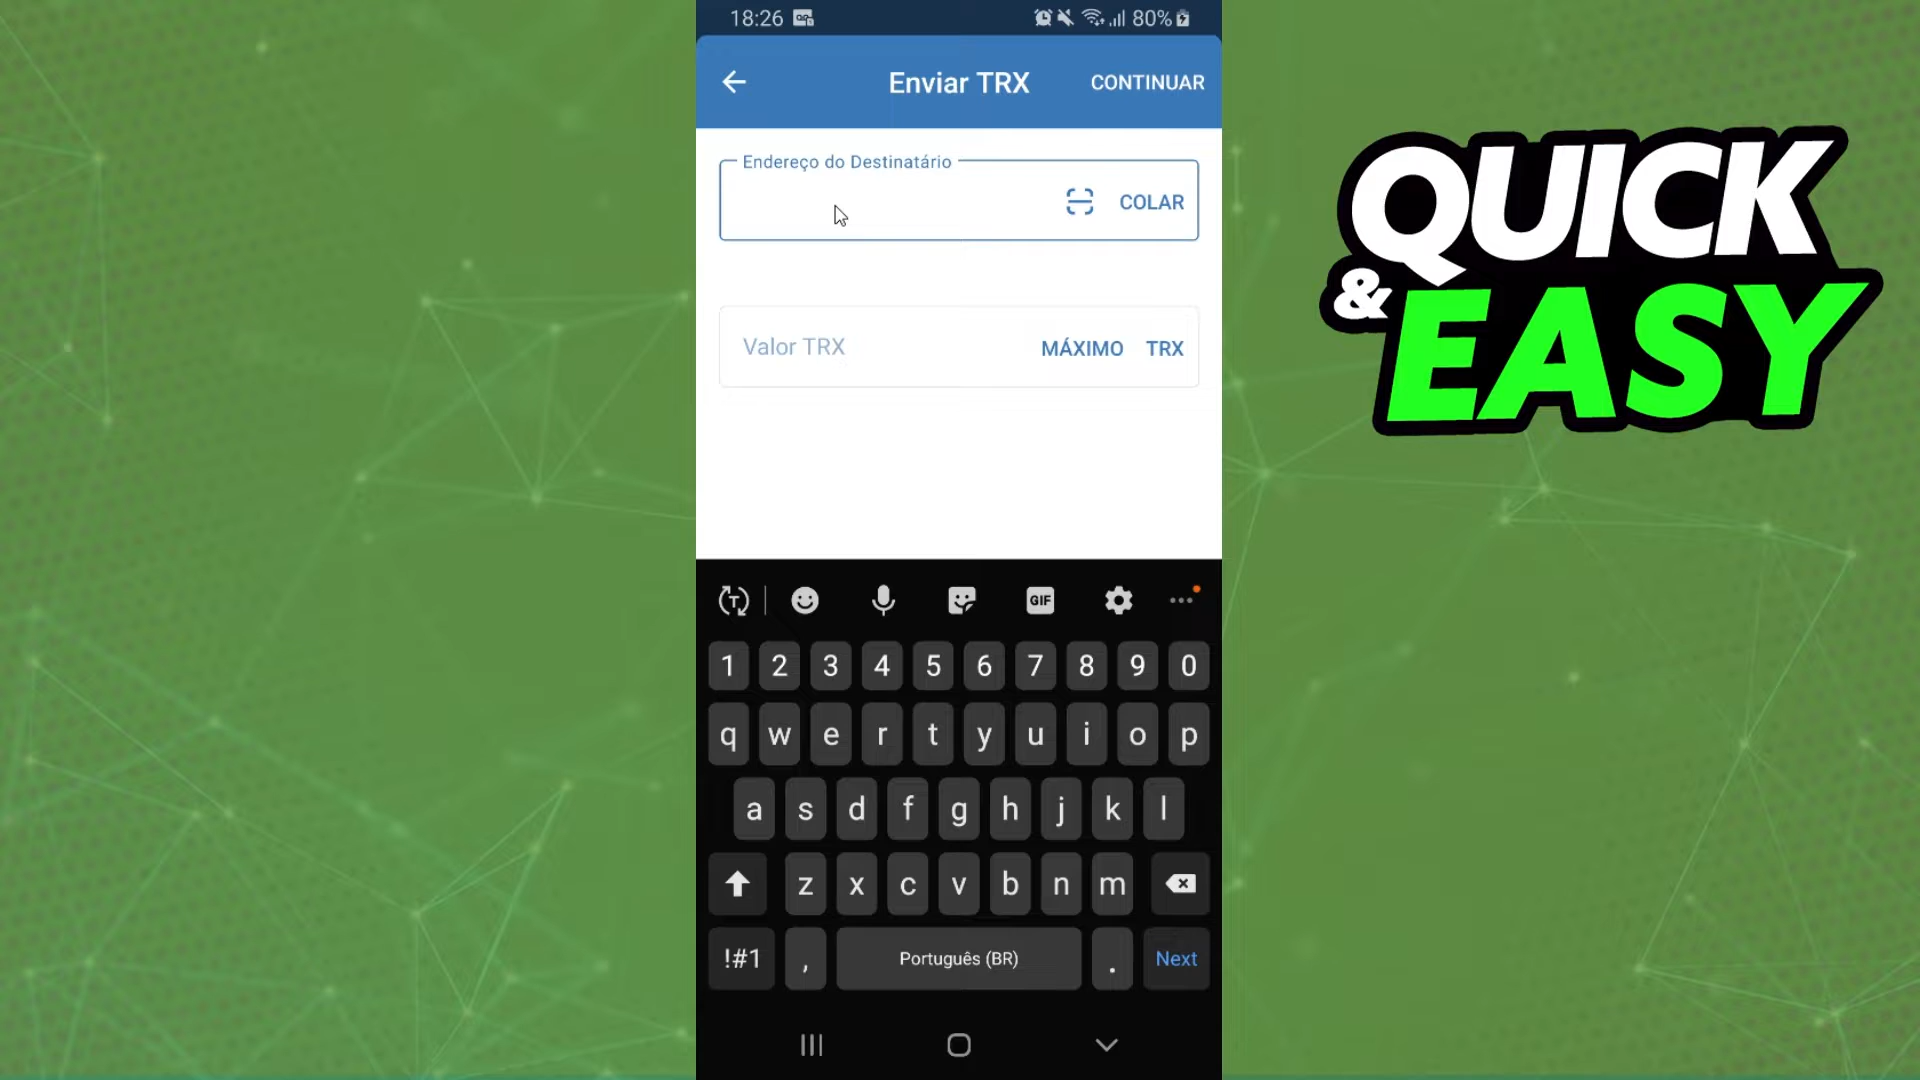 18:26
80%
Enviar TRX
CONTINUAR
Endereço do Destinatário
COLAR
Valor TRX
MÁXIMO TRX
GIF
1 2 3 4 5 6 7 8 9 0
q w e r t y u i o p
a s d f g h j k l
z x c v b n m
!#1 , Português (BR) . Next
QUICK
& EASY